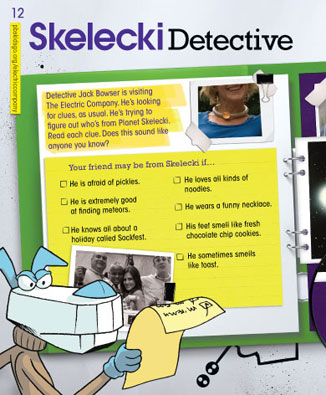 12
Skelecki Detective
Detective Jack Bowser is visiting
The Electric Company. He's looking
for clues, as usual. He's trying to
figure out who's from Planet Skelecki.
Read each clue. Does this sound like
anyone you know?
Your friend may be from Skelecki if…
He is afraid of pickles.
He is extremely good
at finding meteors.
He knows all about a
holiday called Sockfest.
He loves all kinds of
noodles.
He wears a funny necklace.
His feet smell like fresh
chocolate chip cookies.
He sometimes smells
like toast.